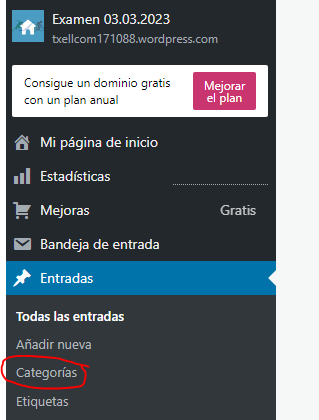 Examen 03.03.2023
txellcom171088.wordpress.com
Consigue un dominio gratis
con un plan anual
Mejorar
el plan
Mi página de inicio
Estadísticas
Mejoras Gratis
Bandeja de entrada
Entradas
Todas las entradas
Añadir nueva
Categorías
Etiquetas